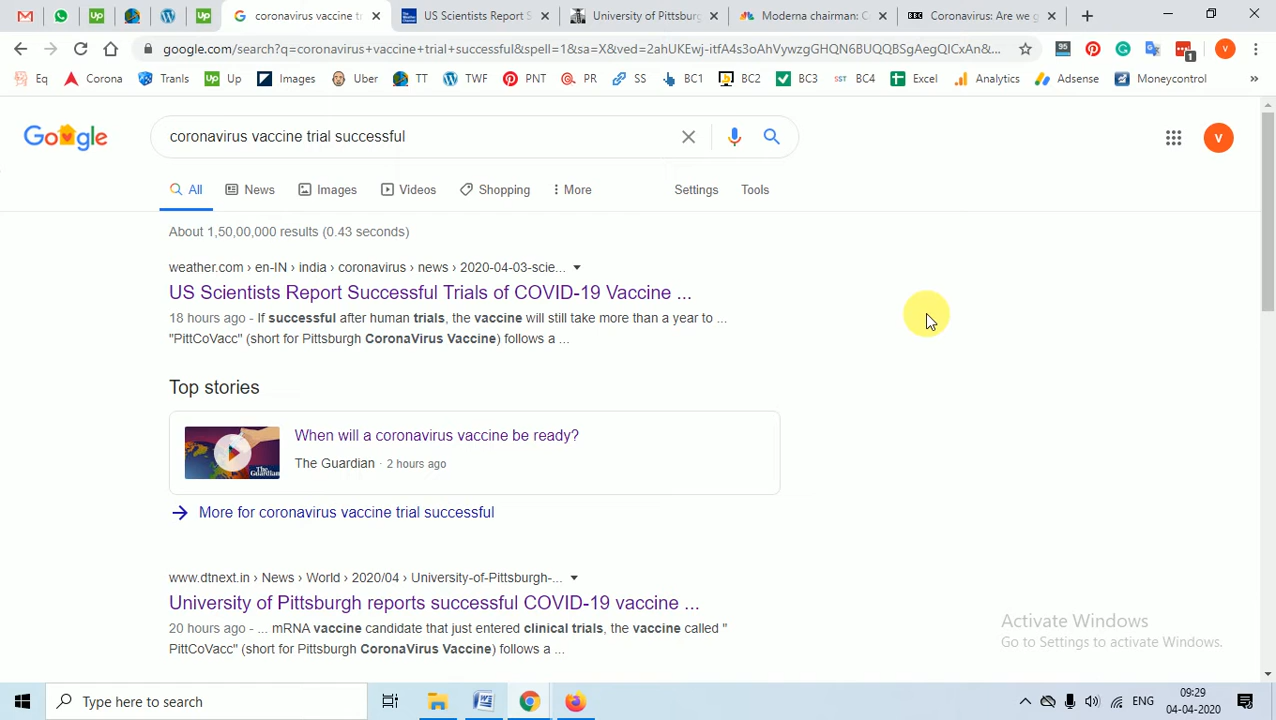 coronavirus vaccine tr
US Scientists Report S
University of Pittsburg
Moderna chairman: C
BBC
Coronavirus: Are we g
google.com/search?q=coronavirus+vaccine+trial+successful&spell=1&sa=X&ved=2ahUKEwj-itfA4s3oAhVywzgGHQN6BUQQBSgAegQICxAn&...
95
1
V
Eq Corona Transls Up Images Uber TT TWF PNT PR SS BC1 BC2 BC3 SST BC4 Excel Analytics Adsense Moneycontrol »
Google
coronavirus vaccine trial successful
V
All News Images Videos Shopping More Settings Tools
About 1,50,00,000 results (0.43 seconds)
weather.com › en-IN › india › coronavirus › news › 2020-04-03-scie...
US Scientists Report Successful Trials of COVID-19 Vaccine ...
18 hours ago - If successful after human trials, the vaccine will still take more than a year to ...
"PittCoVacc" (short for Pittsburgh CoronaVirus Vaccine) follows a ...
Top stories
When will a coronavirus vaccine be ready?
The Guardian
The Guardian · 2 hours ago
More for coronavirus vaccine trial successful
www.dtnext.in › News › World › 2020/04 › University-of-Pittsburgh-...
University of Pittsburgh reports successful COVID-19 vaccine ...
20 hours ago - ... mRNA vaccine candidate that just entered clinical trials, the vaccine called "
PittCoVacc" (short for Pittsburgh CoronaVirus Vaccine) follows a ...
Activate Windows
Go to Settings to activate Windows.
Type here to search
ENG
09:29
04-04-2020